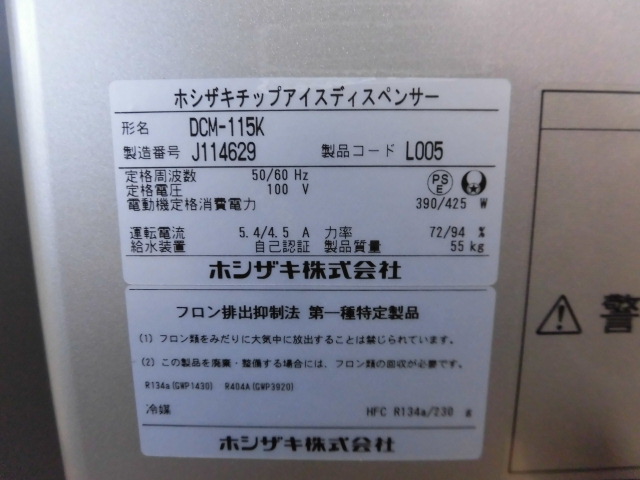 ホシザキチップアイスディスペンサー
形名 DCM-115K
製造番号 J114629 製品コード L005
定格周波数 50/60 Hz
定格電圧 100 V
PS
E
電動機定格消費電力 390/425 W
運転電流 5.4/4.5 A 力率 72/94 %
給水装置 自己認証 製品質量 55 kg
ホシザキ株式会社
フロン排出抑制法 第一種特定製品
(1) フロン類をみだりに大気中に放出することは禁じられています。
(2) この製品を廃棄・整備する場合には、フロン類の回収が必要です。
R134a(GWP1430) R404A(GWP3920)
冷媒 HFC R134a/230 g
ホシザキ株式会社
警